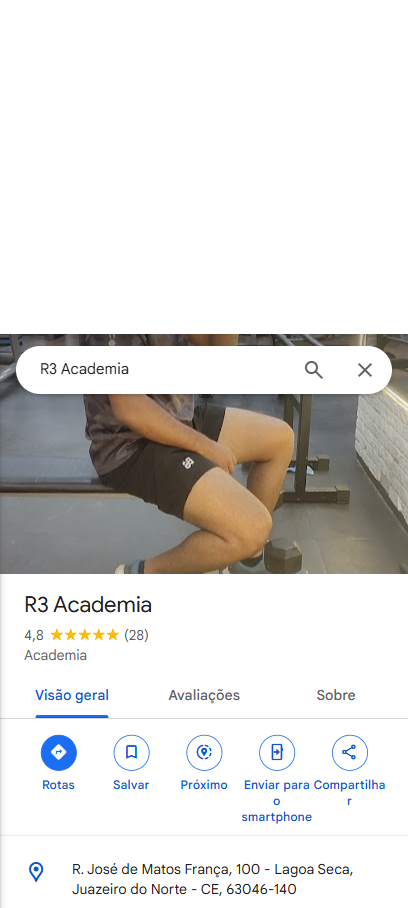 R3 Academia
R3 Academia
4,8 (28)
Academia
Visão geral Avaliações Sobre
Rotas Salvar Próximo Enviar para o smartphone Compartilhar
R. José de Matos França, 100 - Lagoa Seca,
Juazeiro do Norte - CE, 63046-140